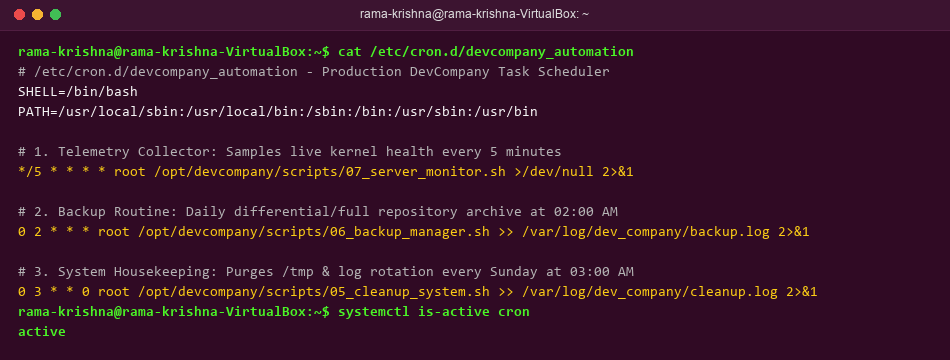 rama-krishna@rama-krishna-VirtualBox: ~
rama-krishna@rama-krishna-VirtualBox:~$ cat /etc/cron.d/devcompany_automation
# /etc/cron.d/devcompany_automation - Production DevCompany Task Scheduler
SHELL=/bin/bash
PATH=/usr/local/sbin:/usr/local/bin:/sbin:/bin:/usr/sbin:/usr/bin
# 1. Telemetry Collector: Samples live kernel health every 5 minutes
*/5 * * * * root /opt/devcompany/scripts/07_server_monitor.sh >/dev/null 2>&1
# 2. Backup Routine: Daily differential/full repository archive at 02:00 AM
0 2 * * * root /opt/devcompany/scripts/06_backup_manager.sh >> /var/log/dev_company/backup.log 2>&1
# 3. System Housekeeping: Purges /tmp & log rotation every Sunday at 03:00 AM
0 3 * * 0 root /opt/devcompany/scripts/05_cleanup_system.sh >> /var/log/dev_company/cleanup.log 2>&1
rama-krishna@rama-krishna-VirtualBox:~$ systemctl is-active cron
active